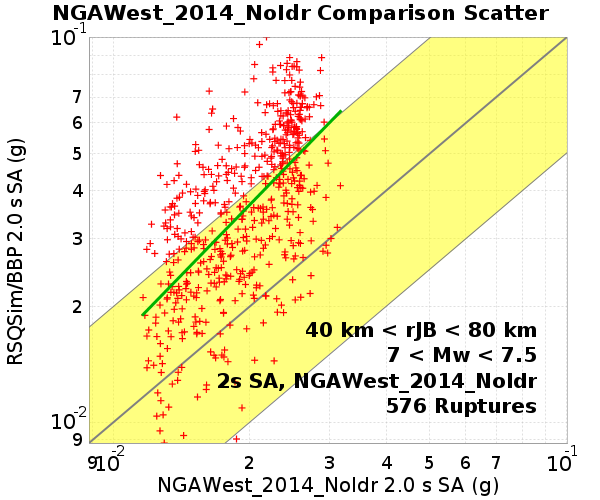 NGAWest_2014_NoIdr Comparison Scatter
10-1
7
6
5
4
3
2
10-2
9
RSQSim/BBP 2.0 s SA (g)
40 km < rJB < 80 km
7 < Mw < 7.5
2s SA, NGAWest_2014_NoIdr
576 Ruptures
9 10-2 2 3 4 5 6 7 10-1
NGAWest_2014_NoIdr 2.0 s SA (g)